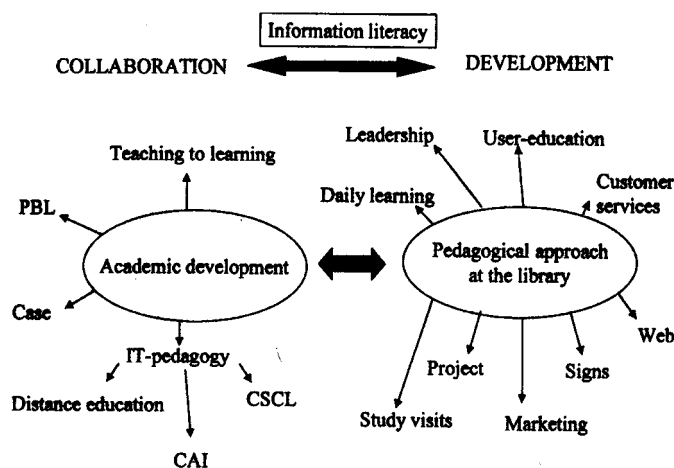 Information literacy
COLLABORATION
DEVELOPMENT
Leadership
User-education
Teaching to learning
Daily learning
Customer
services
PBL
Academic development
Pedagogical approach
at the library
Case
IT-pedagogy
Web
Project
Signs
Distance education
CSCL
Study visits
Marketing
CAI